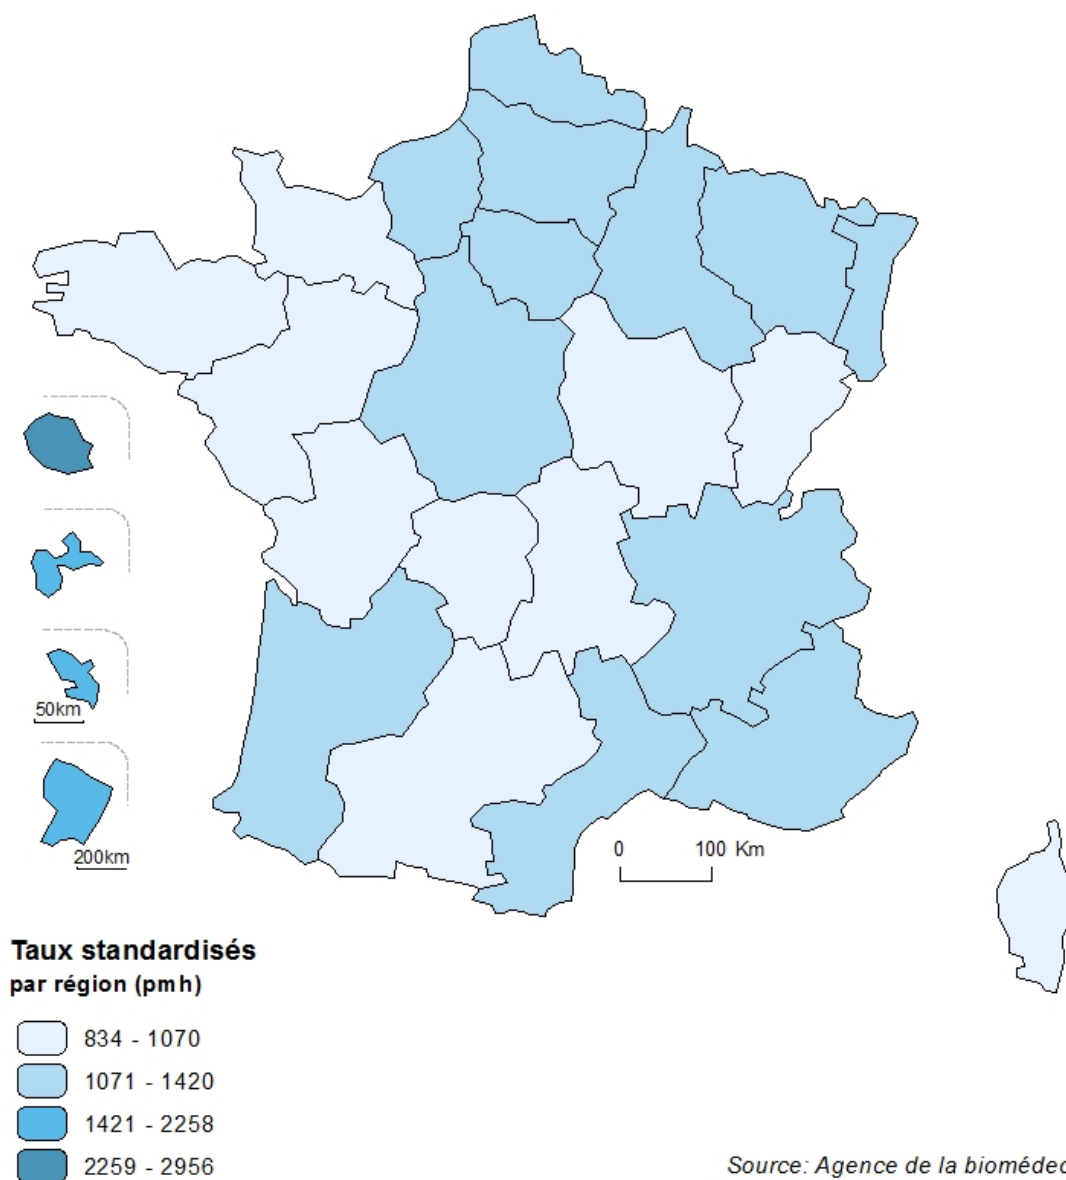 50km
200km
0 100 Km
Taux standardisés
par région (pmh)
834 - 1070
1071 - 1420
1421 - 2258
2259 - 2956
Source: Agence de la biomédec